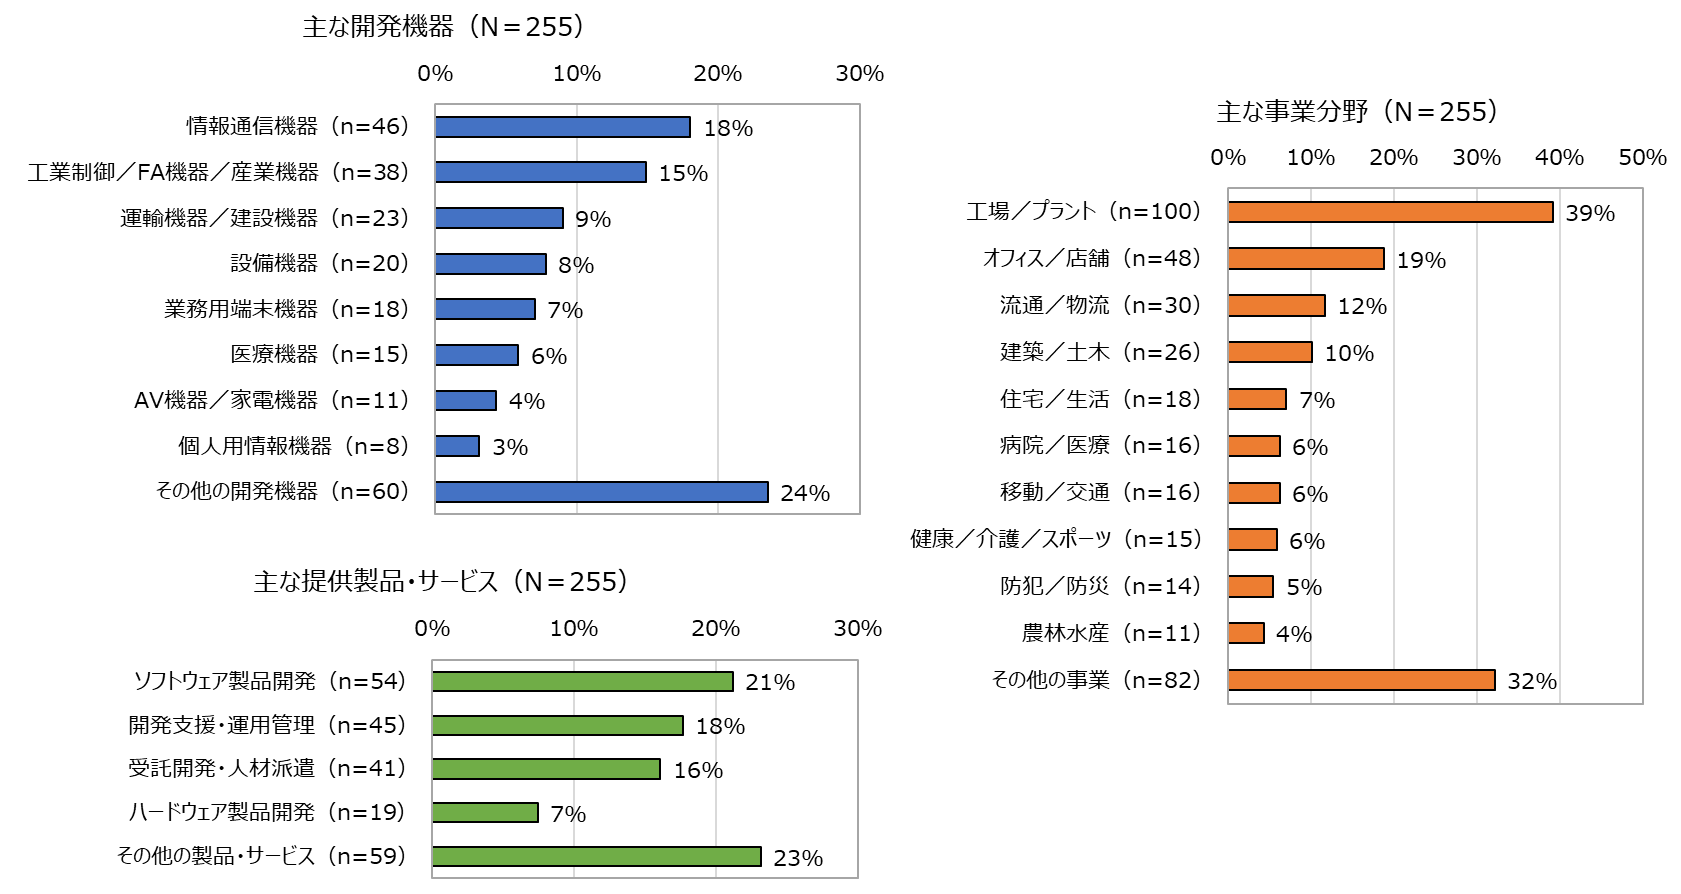 主な開発機器（N＝255）
0% 10% 20% 30%
情報通信機器（n=46） 18%
工業制御／FA機器／産業機器（n=38） 15%
運輸機器／建設機器（n=23） 9%
設備機器（n=20） 8%
業務用端末機器（n=18） 7%
医療機器（n=15） 6%
AV機器／家電機器（n=11） 4%
個人用情報機器（n=8） 3%
その他の開発機器（n=60） 24%
主な提供製品・サービス（N＝255）
0% 10% 20% 30%
ソフトウェア製品開発（n=54） 21%
開発支援・運用管理（n=45） 18%
受託開発・人材派遣（n=41） 16%
ハードウェア製品開発（n=19） 7%
その他の製品・サービス（n=59） 23%
主な事業分野（N＝255）
0% 10% 20% 30% 40% 50%
工場／プラント（n=100） 39%
オフィス／店舗（n=48） 19%
流通／物流（n=30） 12%
建築／土木（n=26） 10%
住宅／生活（n=18） 7%
病院／医療（n=16） 6%
移動／交通（n=16） 6%
健康／介護／スポーツ（n=15） 6%
防犯／防災（n=14） 5%
農林水産（n=11） 4%
その他の事業（n=82） 32%